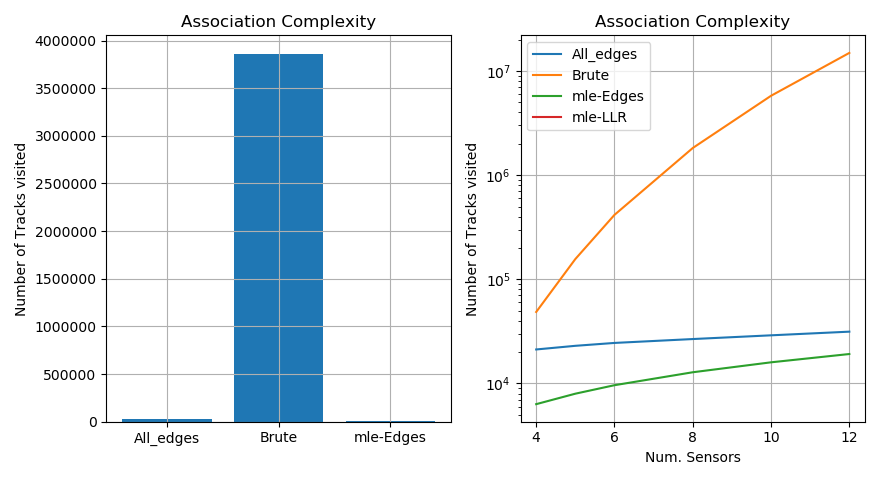 Association Complexity
Number of Tracks visited
4000000
3500000
3000000
2500000
2000000
1500000
1000000
500000
0
All_edges
Brute
mle-Edges
Association Complexity
Number of Tracks visited
10^7
10^6
10^5
10^4
All_edges
Brute
mle-Edges
mle-LLR
4 6 8 10 12
Num. Sensors